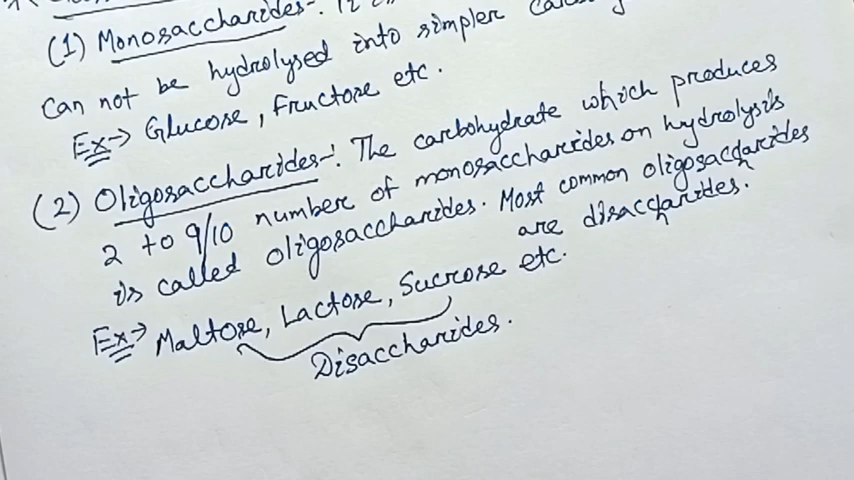 (1) Monosaccharides-:
can not be hydrolysed into simpler
Ex→ Glucose, Fructose etc.
(2) Oligosaccharides-: The carbohydrate which produces
2 to 9/10 number of monosaccharides on hydrolysis
is called oligosaccharides. Most common oligosaccharides
are disaccharides.
Ex→ Maltose, Lactose, Sucrose etc.
Disaccharides.